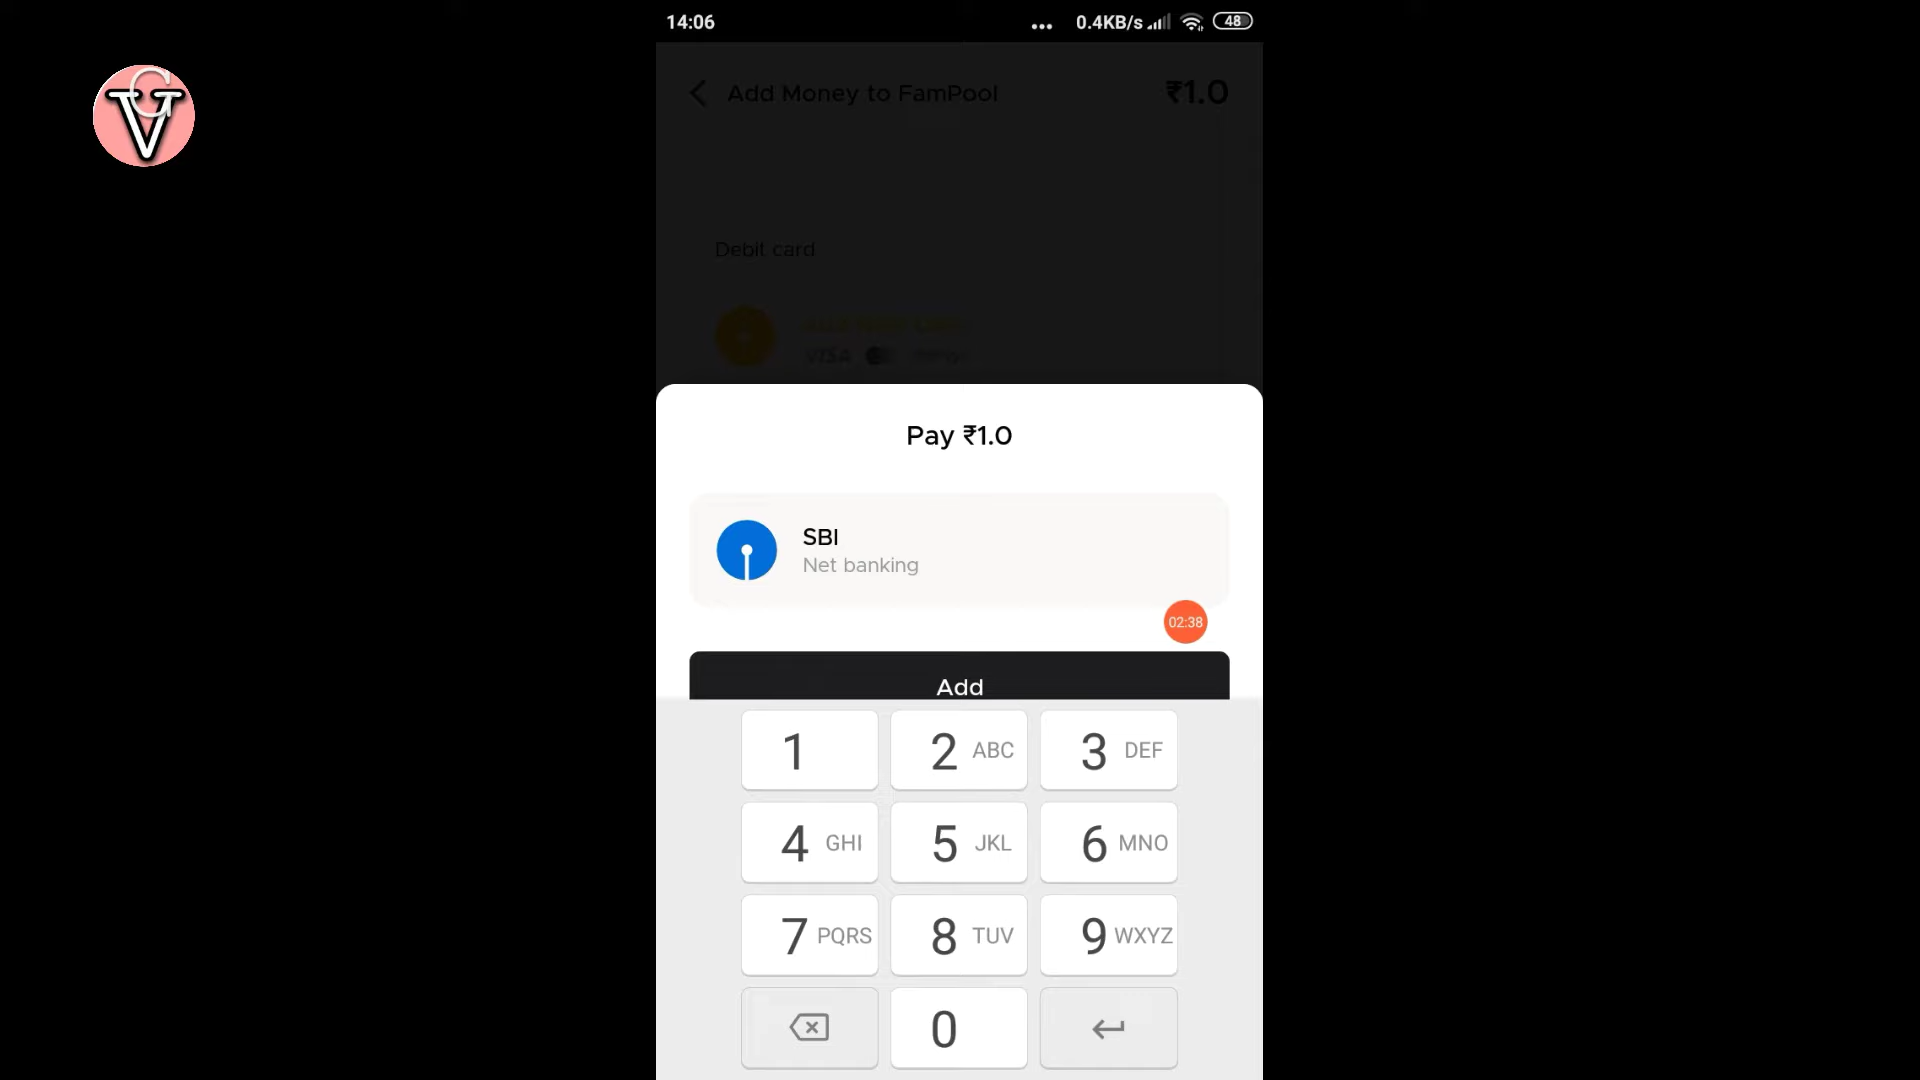 14:06
... 0.4KB/s 48
GV
Add Money to FamPool ₹1.0
Debit card
VISA
Pay ₹1.0
SBI
Net banking
02:38
Add
1 2 ABC 3 DEF
4 GHI 5 JKL 6 MNO
7 PQRS 8 TUV 9 WXYZ
0